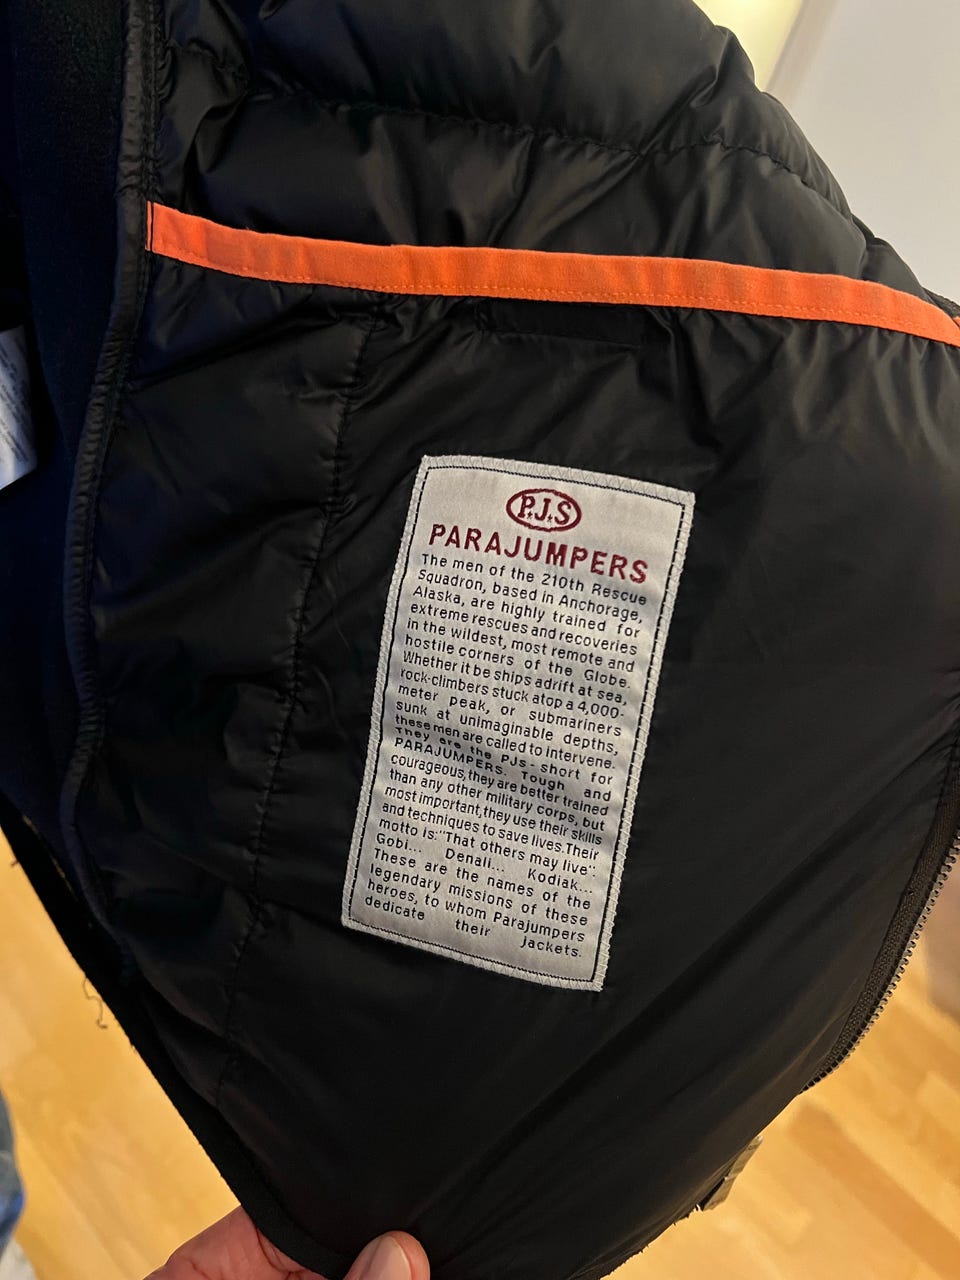 P.J.S
PARAJUMPERS
The men of the 210th Rescue
Squadron, based in Anchorage,
Alaska, are highly trained for
extreme rescues and recoveries
in the wildest, most remote and
hostile corners of the Globe.
Whether it be ships adrift at sea,
rock-climbers stuck atop a 4,000-
meter peak, or submariners
sunk at unimaginable depths,
these men are called to intervene.
They are the PJs - short for
PARAJUMPERS. Tough and
courageous, they are better trained
than any other military corps, but
most important, they use their skills
and techniques to save lives. Their
motto is: "That others may live".
Gobi... Denali... Kodiak...
These are the names of the
legendary missions of these
heroes, to whom Parajumpers
dedicate their jackets.